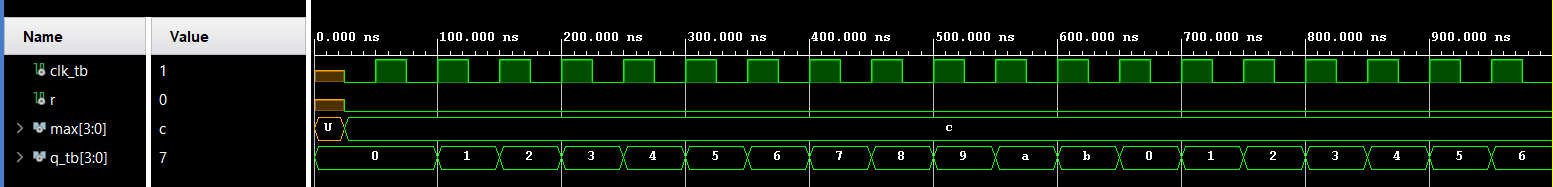 Name Value
0.000 ns 100.000 ns 200.000 ns 300.000 ns 400.000 ns 500.000 ns 600.000 ns 700.000 ns 800.000 ns 900.000 ns
clk_tb 1
r 0
max[3:0] c U c
q_tb[3:0] 7 0 1 2 3 4 5 6 7 8 9 a b 0 1 2 3 4 5 6